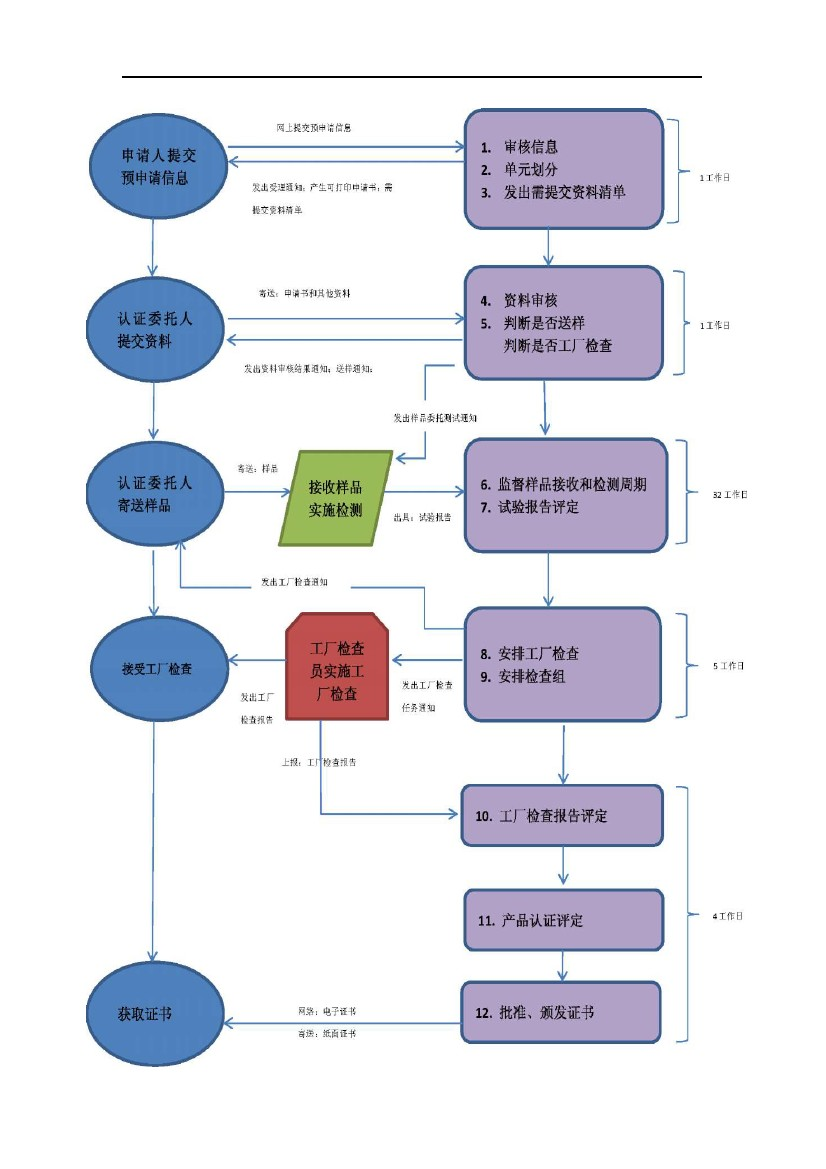 网上提交预申请信息
申请人提交
预申请信息
1. 审核信息
2. 单元划分
3. 发出需提交资料清单
1工作日
发出受理通知；产生可打印申请书；需
提交资料清单
寄送：申请书和其他资料
认证委托人
提交资料
4. 资料审核
5. 判断是否送样
判断是否工厂检查
1工作日
发出资料审核结果通知；送样通知；
发出样品委托测试通知
认证委托人
寄送样品
寄送：样品
接收样品
实施检测
出具：试验报告
6. 监督样品接收和检测周期
7. 试验报告评定
32工作日
发出工厂检查通知
接受工厂检查
工厂检查
员实施工
厂检查
发出工厂
检查报告
发出工厂检查
任务通知
8. 安排工厂检查
9. 安排检查组
5工作日
上报：工厂检查报告
10. 工厂检查报告评定
11. 产品认证评定
4工作日
获取证书
网络：电子证书
寄送：纸面证书
12. 批准、颁发证书